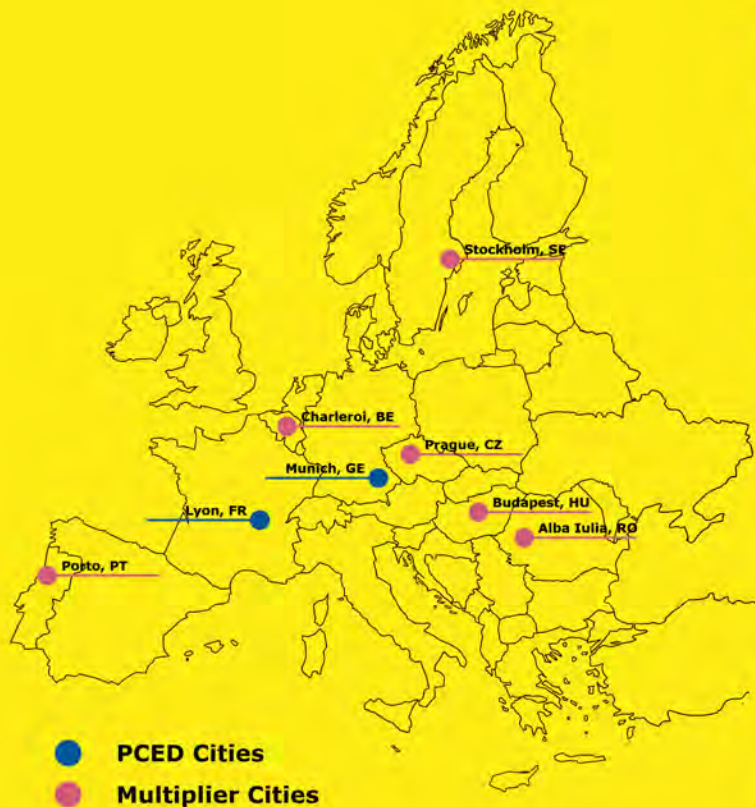 Stockholm, SE
Charleroi, BE
Prague, CZ
Munich, GE
Budapest, HU
Lyon, FR
Alba Iulia, RO
Porto, PT
PCED Cities
Multiplier Cities